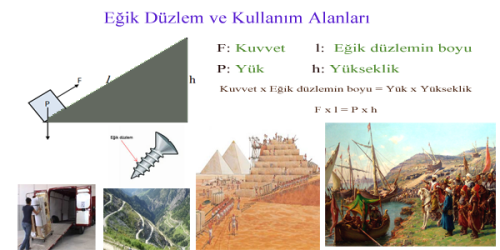 Eğik Düzlem ve Kullanım Alanları
F: Kuvvet l: Eğik düzlemin boyu
P: Yük h: Yükseklik
Kuvvet x Eğik düzlemin boyu = Yük x Yükseklik
F x l = P x h
F
l
h
P
Eğik düzlem